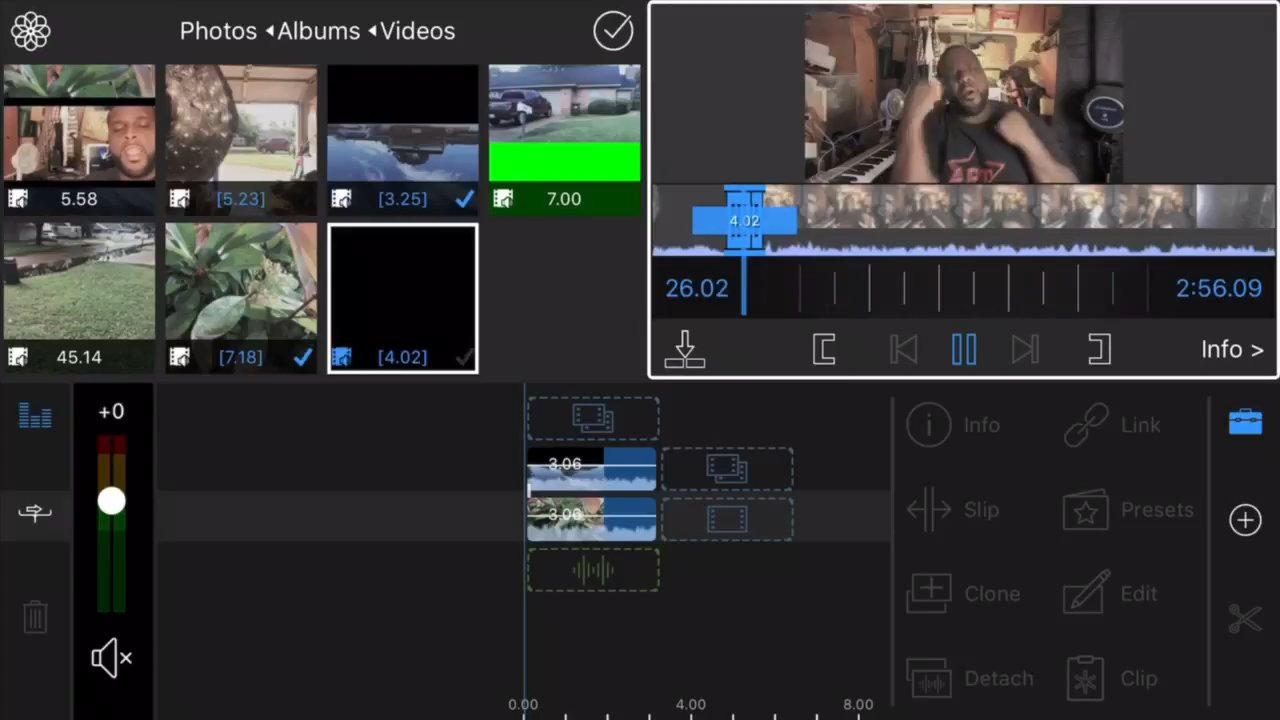 Photos ◂Albums ◂Videos
5.58
[5.23]
[3.25]
7.00
45.14
[7.18]
[4.02]
4.02
26.02
2:56.09
Info >
+0
3.06
3.06
0.00
4.00
8.00
Info
Link
Slip
Presets
Clone
Edit
Detach
Clip